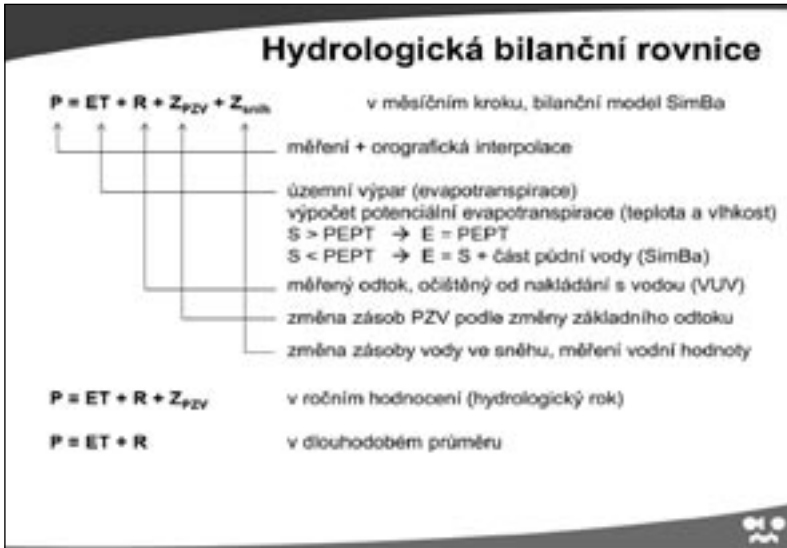 Hydrologická bilanční rovnice
P = ET + R + Z_PZV + Z_sníh v měsíčním kroku, bilanční model SimBa
měření + orografická interpolace
územní výpar (evapotranspirace)
výpočet potenciální evapotranspirace (teplota a vlhkost)
S > PEPT → E = PEPT
S < PEPT → E = S + část půdní vody (SimBa)
měřený odtok, očištěný od nakládání s vodou (VUV)
změna zásob PZV podle změny základního odtoku
změna zásoby vody ve sněhu, měření vodní hodnoty
P = ET + R + Z_PZV v ročním hodnocení (hydrologický rok)
P = ET + R v dlouhodobém průměru